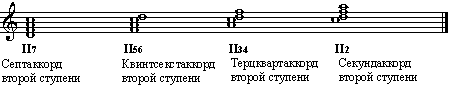 II7 II56 II34 II2
Септаккорд Квинтсекстаккорд Терцквартаккорд Секундаккорд
второй ступени второй ступени второй ступени второй ступени